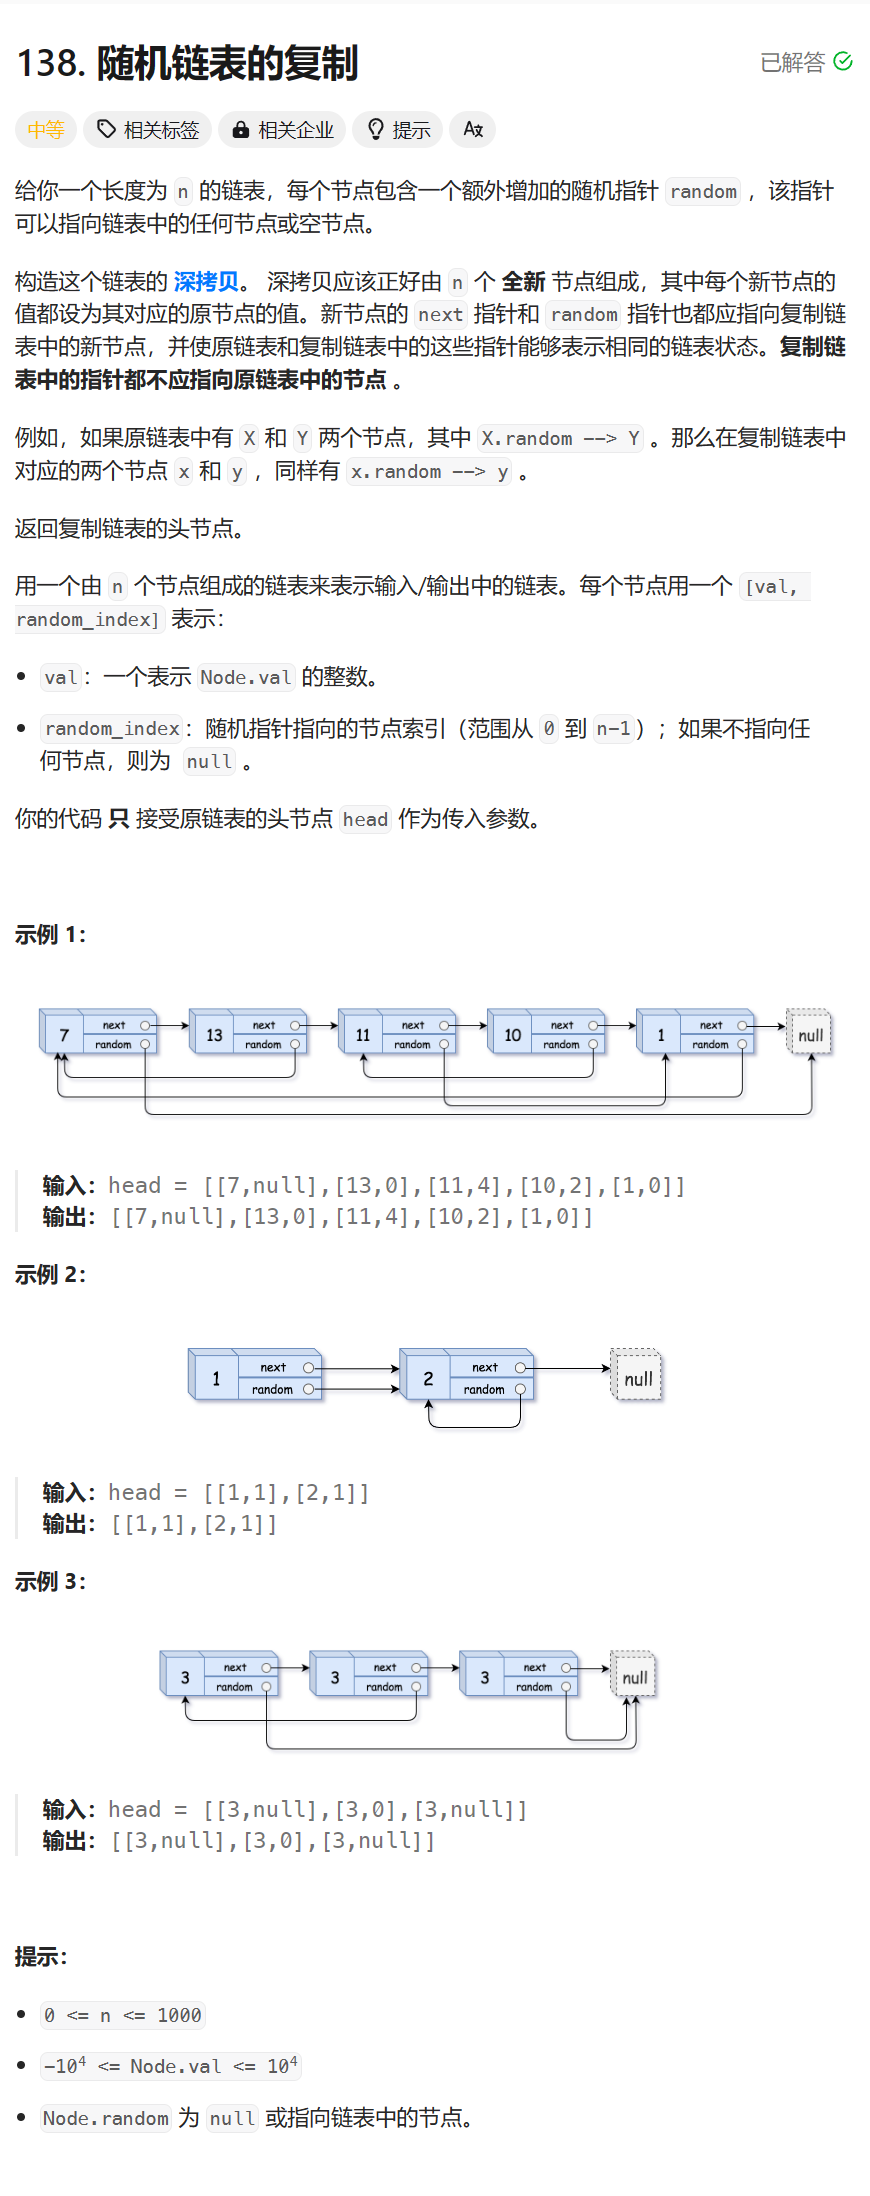 138. 随机链表的复制
已解答
中等
相关标签
相关企业
提示
给你一个长度为 n 的链表，每个节点包含一个额外增加的随机指针 random ，该指针
可以指向链表中的任何节点或空节点。
构造这个链表的 深拷贝。 深拷贝应该正好由 n 个 全新 节点组成，其中每个新节点的
值都设为其对应的原节点的值。新节点的 next 指针和 random 指针也都应指向复制链
表中的新节点，并使原链表和复制链表中的这些指针能够表示相同的链表状态。复制链
表中的指针都不应指向原链表中的节点 。
例如，如果原链表中有 X 和 Y 两个节点，其中 X.random --> Y 。那么在复制链表中
对应的两个节点 x 和 y ，同样有 x.random --> y 。
返回复制链表的头节点。
用一个由 n 个节点组成的链表来表示输入/输出中的链表。每个节点用一个 [val,
random_index] 表示：
val：一个表示 Node.val 的整数。
random_index：随机指针指向的节点索引（范围从 0 到 n-1）；如果不指向任
何节点，则为 null 。
你的代码 只 接受原链表的头节点 head 作为传入参数。
示例 1：
7 next random 13 next random 11 next random 10 next random 1 next random null
输入：head = [[7,null],[13,0],[11,4],[10,2],[1,0]]
输出：[[7,null],[13,0],[11,4],[10,2],[1,0]]
示例 2：
1 next random 2 next random null
输入：head = [[1,1],[2,1]]
输出：[[1,1],[2,1]]
示例 3：
3 next random 3 next random 3 next random null
输入：head = [[3,null],[3,0],[3,null]]
输出：[[3,null],[3,0],[3,null]]
提示：
0 <= n <= 1000
-10⁴ <= Node.val <= 10⁴
Node.random 为 null 或指向链表中的节点。